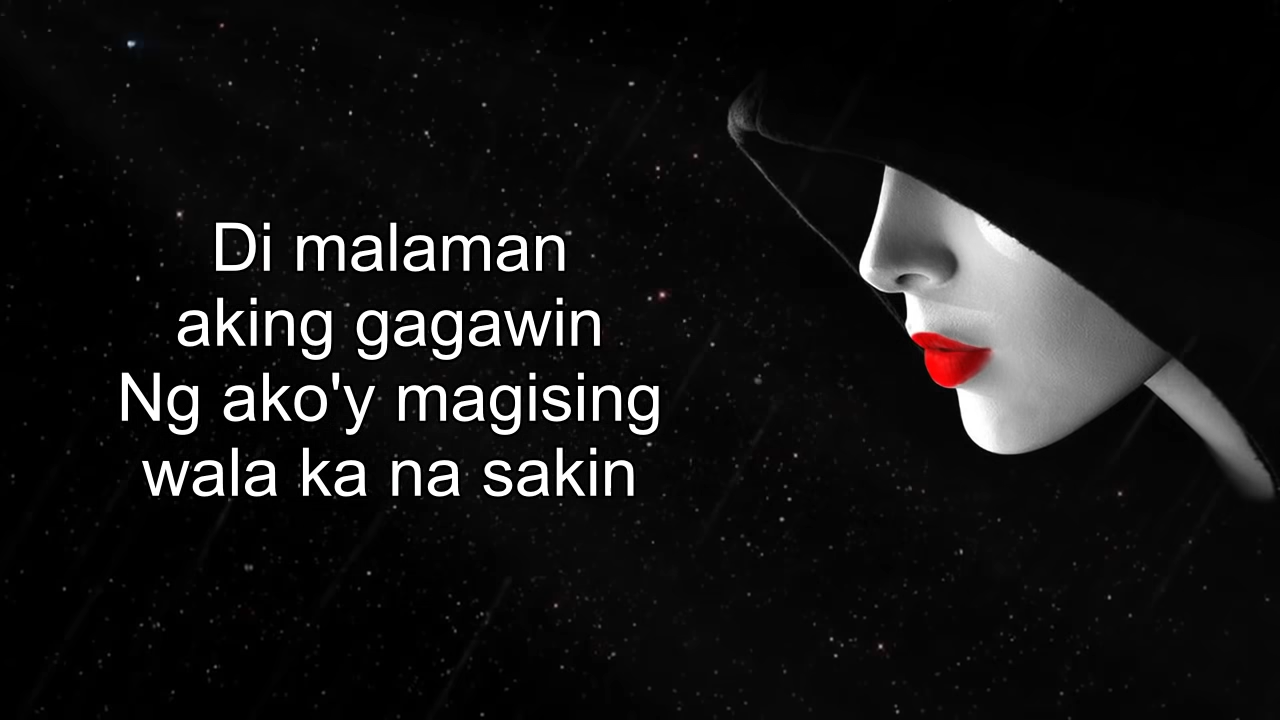 Di malaman
aking gagawin
Ng ako'y magising
wala ka na sakin